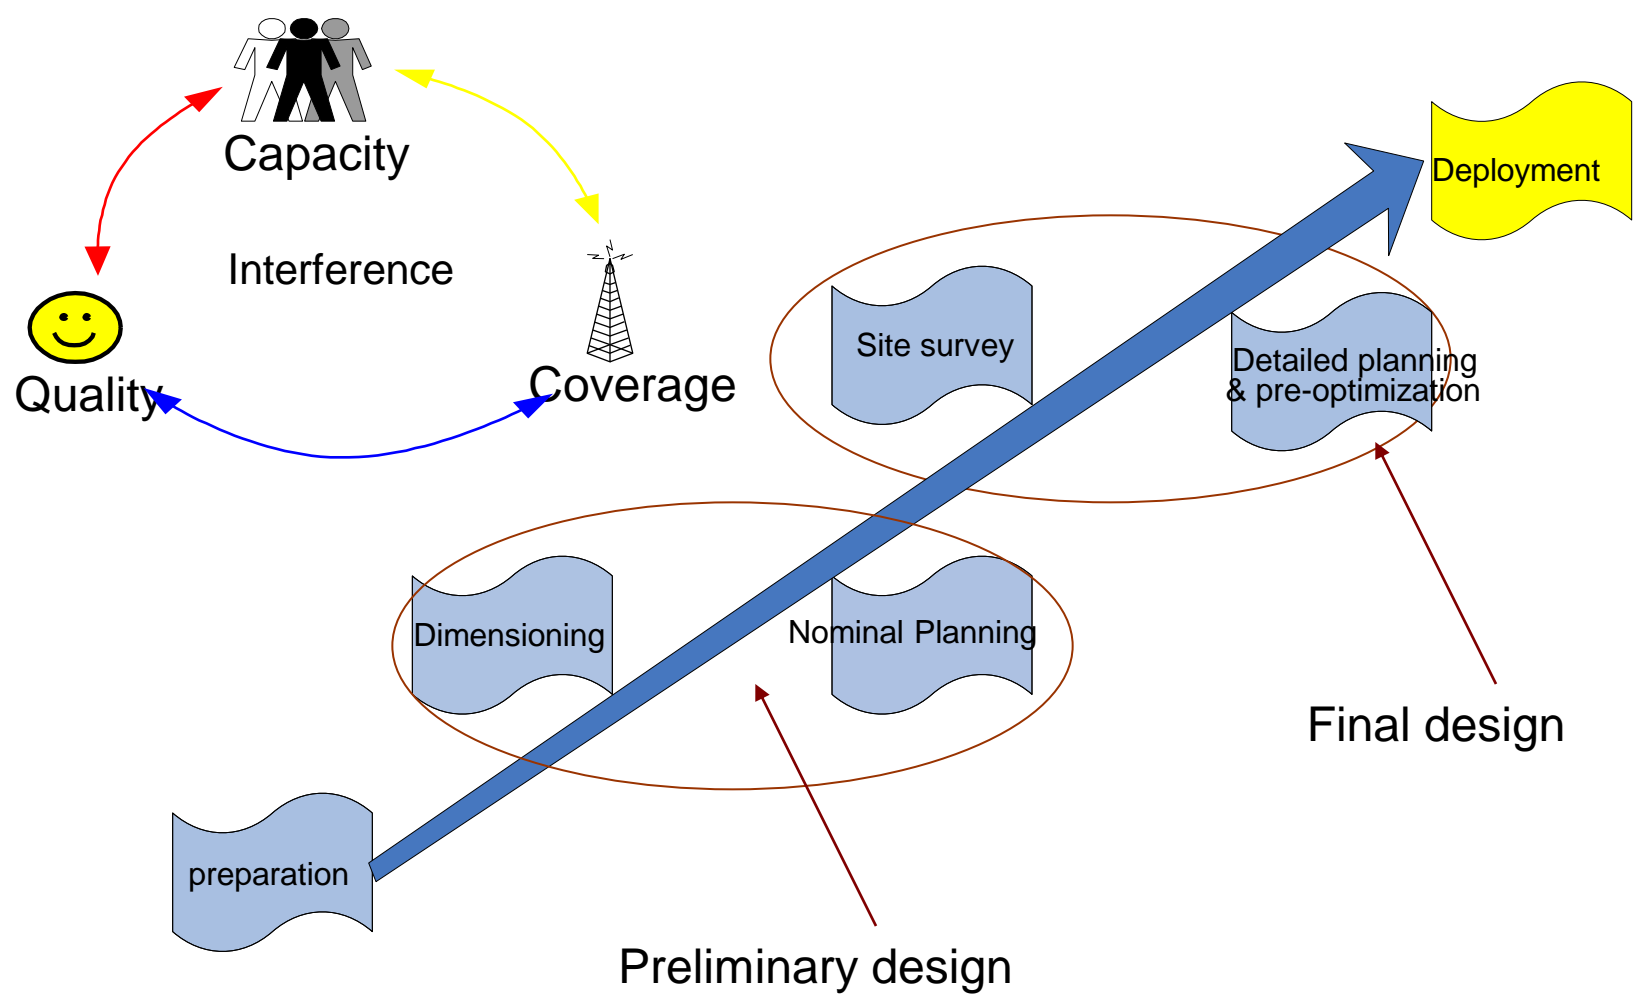 Capacity
Interference
Quality
Coverage
Deployment
Site survey
Detailed planning
& pre-optimization
Dimensioning
Nominal Planning
Final design
preparation
Preliminary design